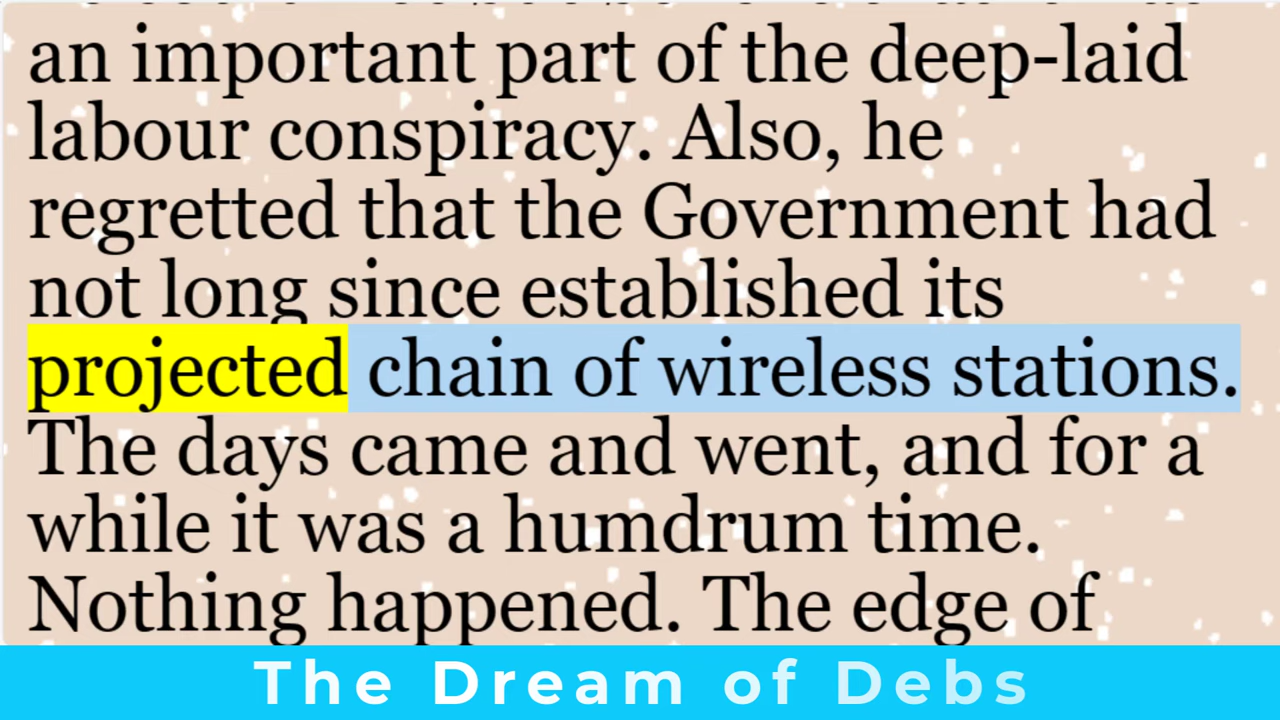 an important part of the deep-laid
labour conspiracy. Also, he
regretted that the Government had
not long since established its
projected chain of wireless stations.
The days came and went, and for a
while it was a humdrum time.
Nothing happened. The edge of
The Dream of Debs